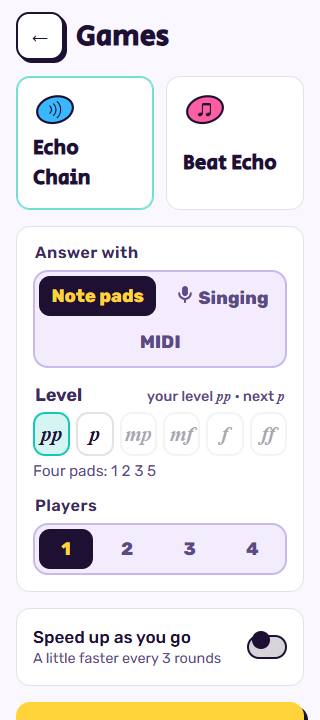 ← Games
Echo
Chain
Beat Echo
Answer with
Note pads Singing
MIDI
Level your level pp · next p
pp p mp mf f ff
Four pads: 1 2 3 5
Players
1 2 3 4
Speed up as you go
A little faster every 3 rounds